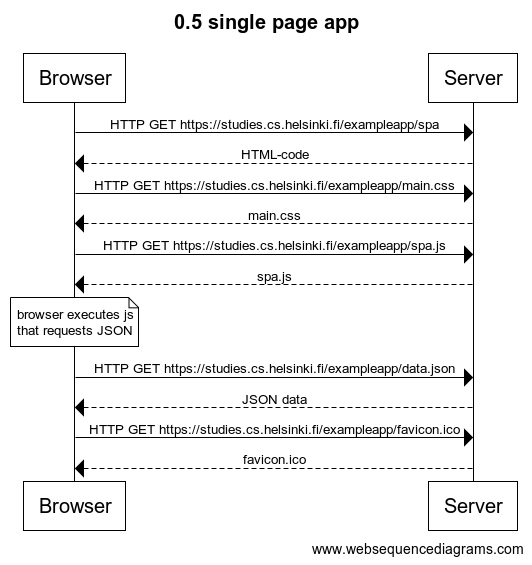 0.5 single page app
Browser
Server
HTTP GET https://studies.cs.helsinki.fi/exampleapp/spa
HTML-code
HTTP GET https://studies.cs.helsinki.fi/exampleapp/main.css
main.css
HTTP GET https://studies.cs.helsinki.fi/exampleapp/spa.js
spa.js
browser executes js
that requests JSON
HTTP GET https://studies.cs.helsinki.fi/exampleapp/data.json
JSON data
HTTP GET https://studies.cs.helsinki.fi/exampleapp/favicon.ico
favicon.ico
Browser
Server
www.websequencediagrams.com